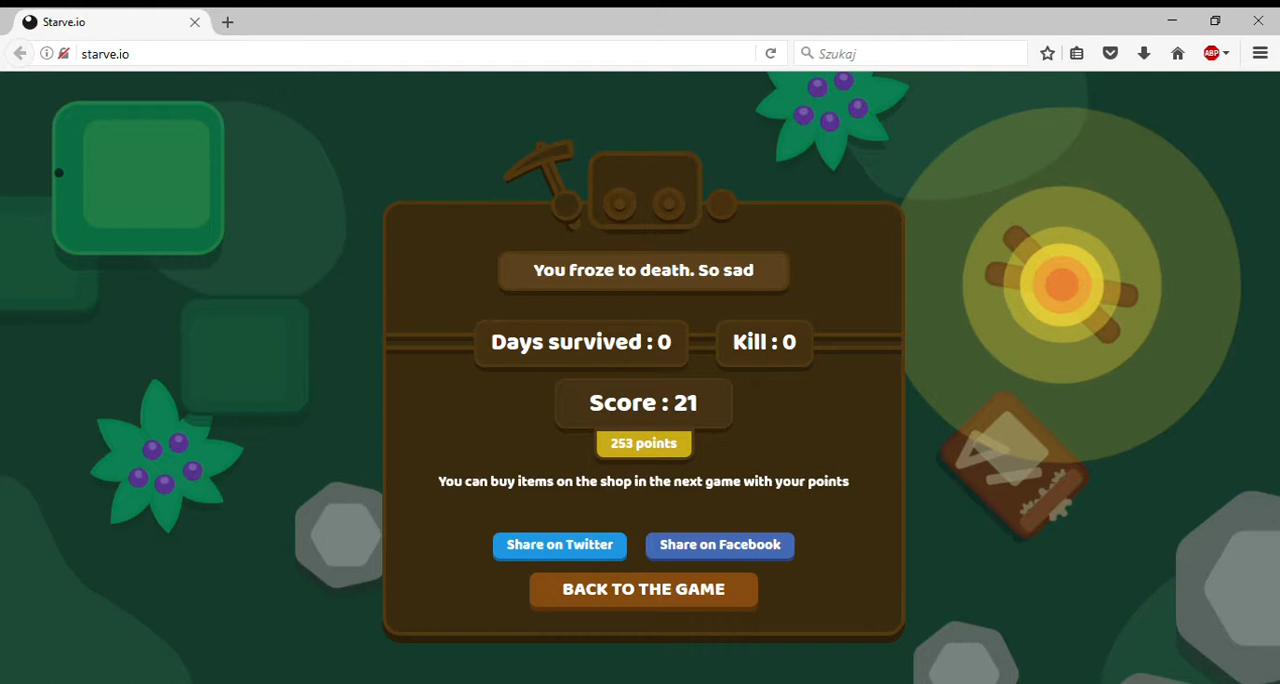 Starve.io
starve.io
Szukaj
ABP
You froze to death. So sad
Days survived : 0
Kill : 0
Score : 21
253 points
You can buy items on the shop in the next game with your points
Share on Twitter
Share on Facebook
BACK TO THE GAME